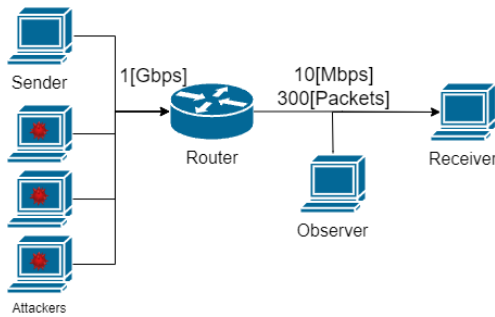 Sender
1[Gbps]
Router
10[Mbps]
300[Packets]
Receiver
Observer
Attackers